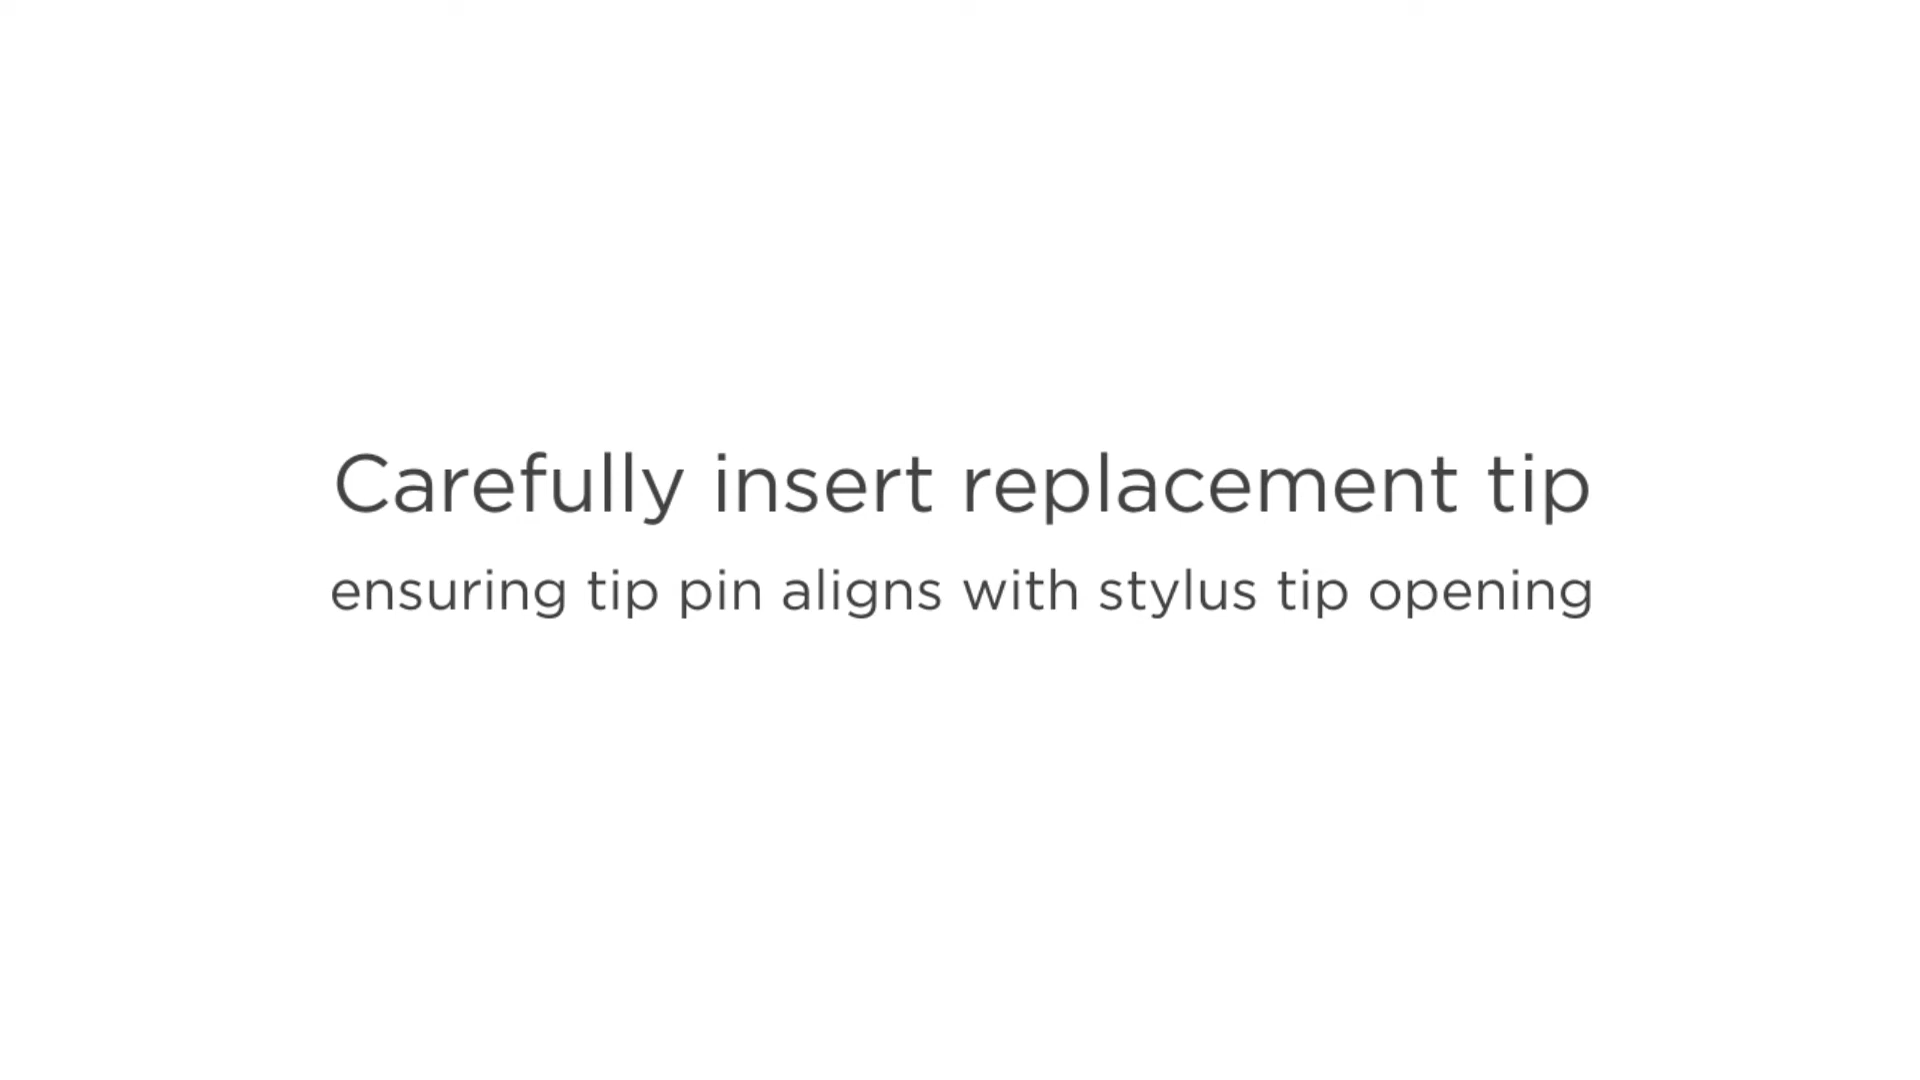 Carefully insert replacement tip
ensuring tip pin aligns with stylus tip opening